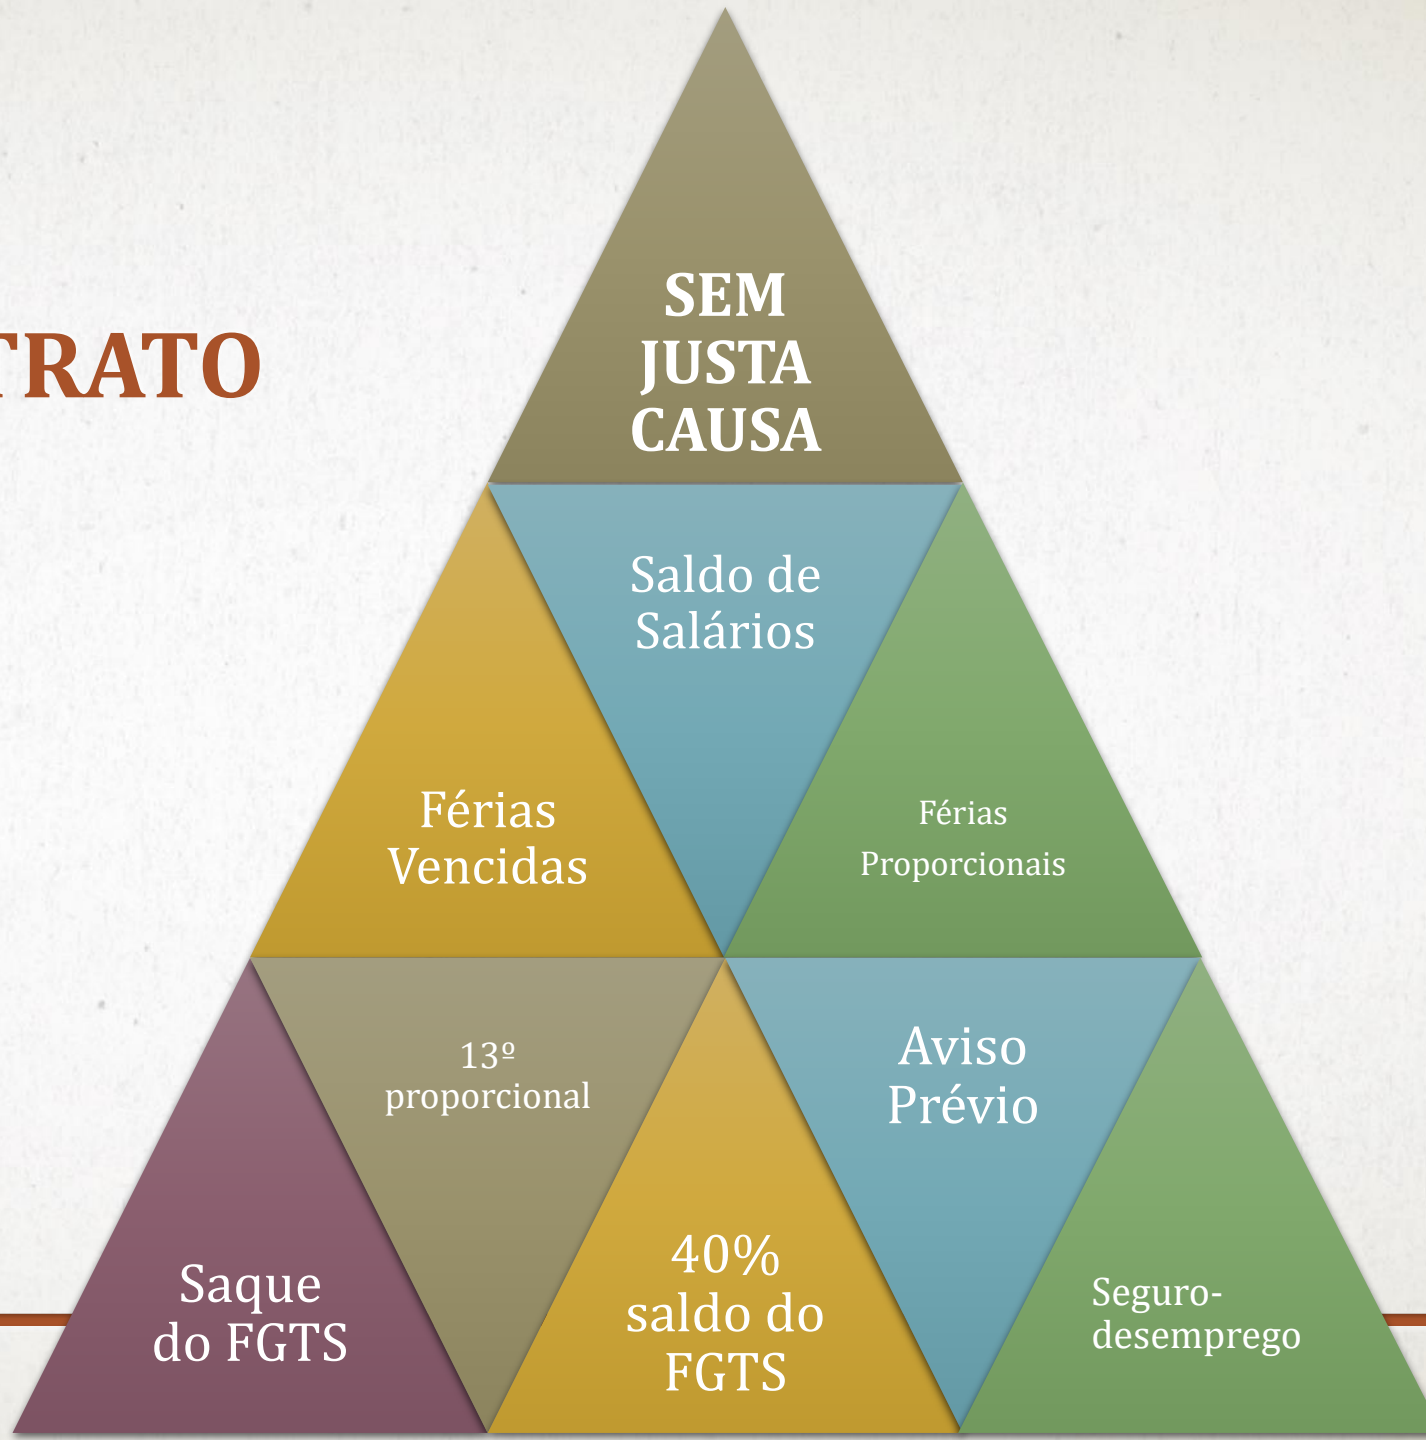 TRATO
SEM
JUSTA
CAUSA
Saldo de
Salários
Férias
Vencidas
Férias
Proporcionais
13º
proporcional
Aviso
Prévio
Saque
do FGTS
40%
saldo do
FGTS
Seguro-
desemprego